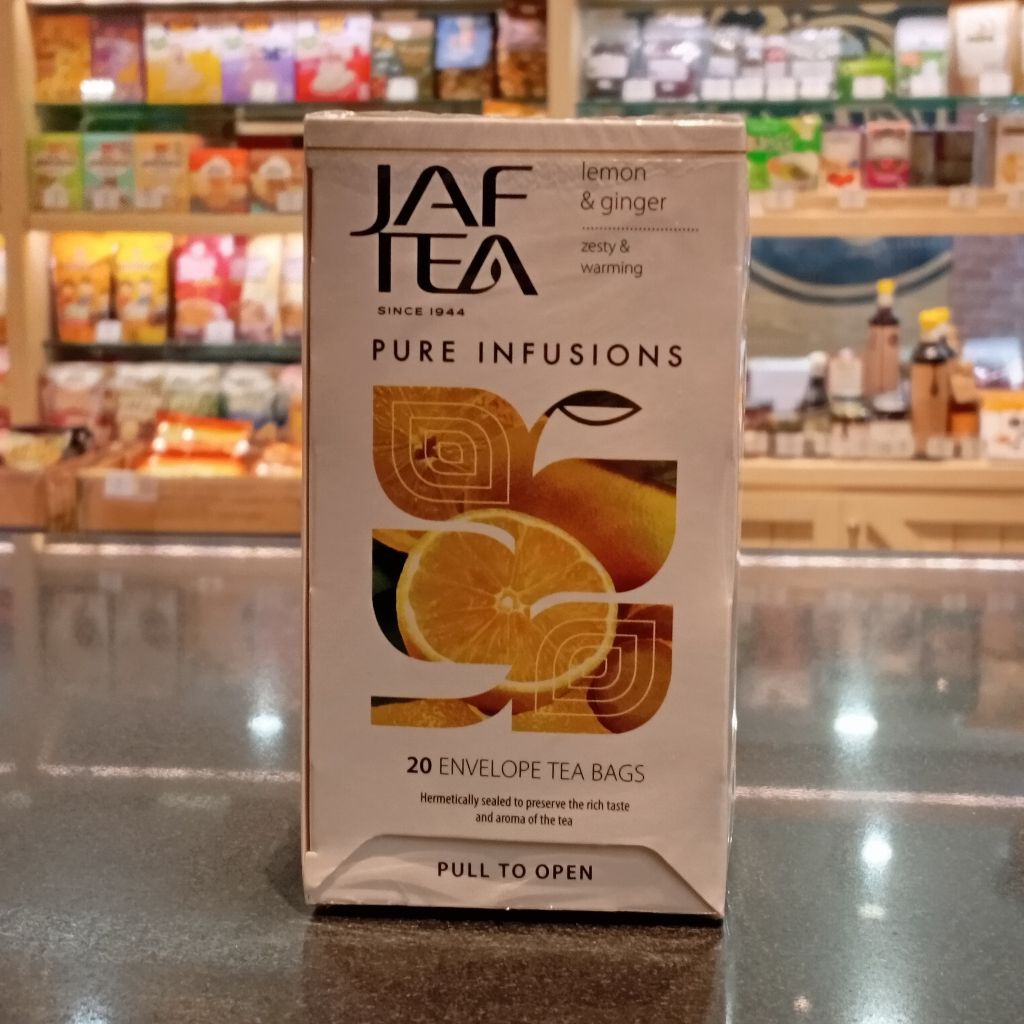 JAF
TEA
SINCE 1944
lemon
& ginger
zesty &
warming
PURE INFUSIONS
20 ENVELOPE TEA BAGS
Hermetically sealed to preserve the rich taste
and aroma of the tea
PULL TO OPEN